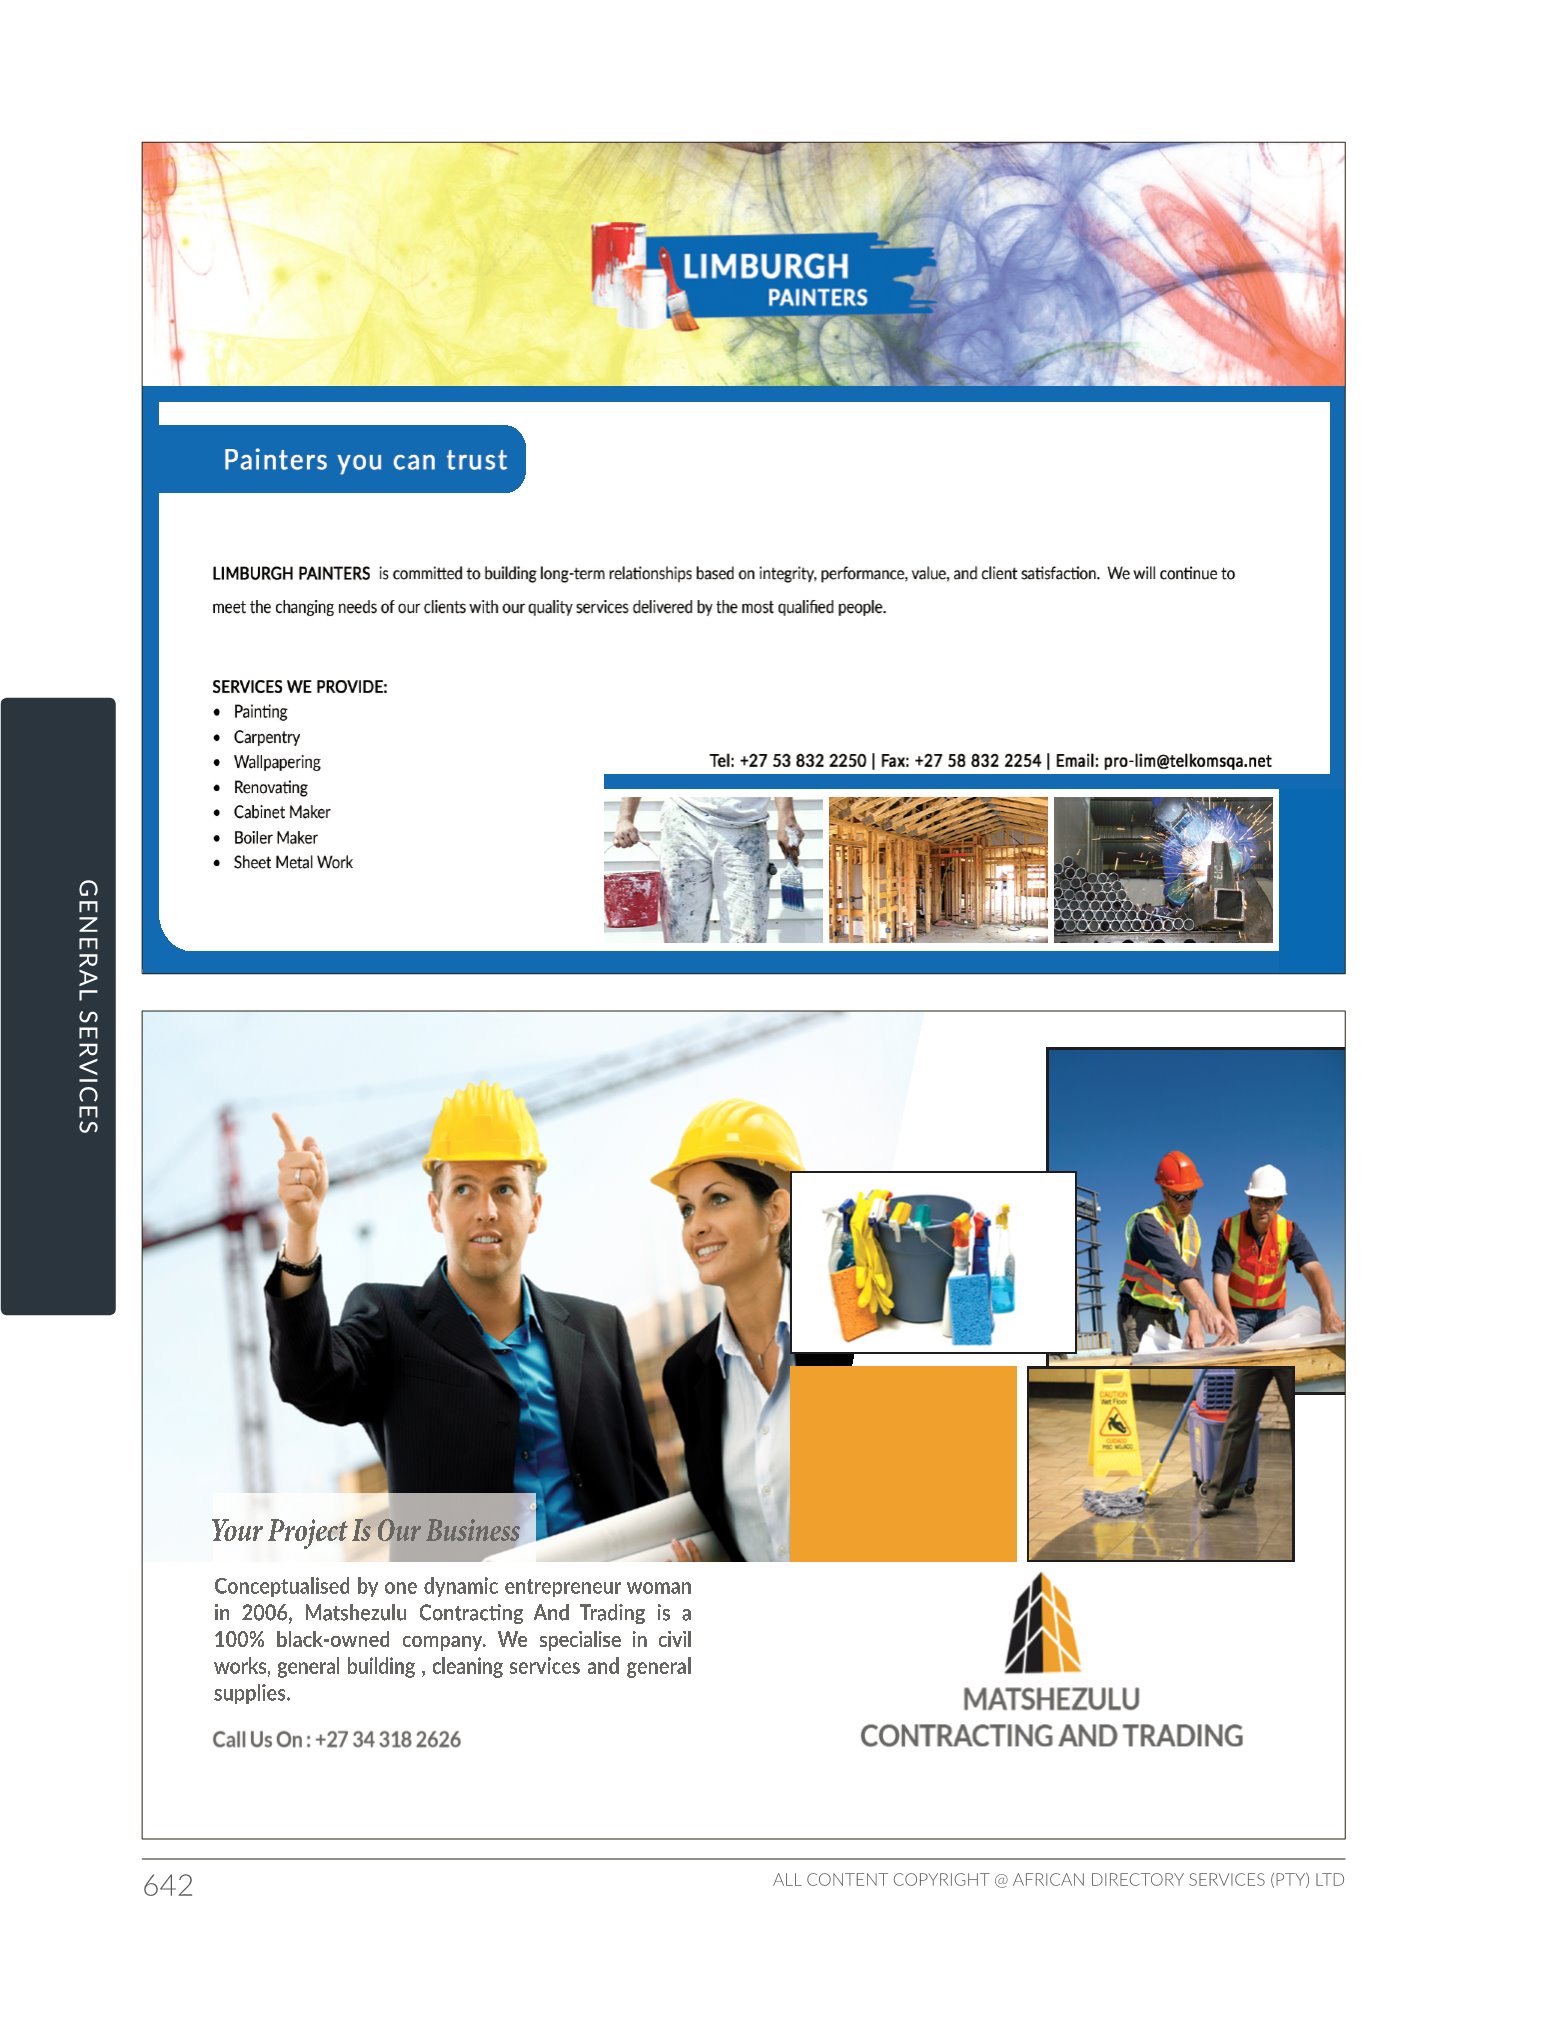 LIMBURGH
PAINTERS
Painters you can trust
LIMBURGH PAINTERS is committed to building long-term relationships based on integrity, performance, value, and client satisfaction. We will continue to
meet the changing needs of our clients with our quality services delivered by the most qualified people.
SERVICES WE PROVIDE:
• Painting
• Carpentry
• Wallpapering
• Renovating
• Cabinet Maker
• Boiler Maker
• Sheet Metal Work
Tel: +27 53 832 2250 | Fax: +27 58 832 2254 | Email: pro-lim@telkomsqa.net
GENERAL SERVICES
CAUTION
Wet Floor
CUIDADO
PISO MOJADO
Your Project Is Our Business
Conceptualised by one dynamic entrepreneur woman
in 2006, Matshezulu Contracting And Trading is a
100% black-owned company. We specialise in civil
works, general building , cleaning services and general
supplies.
Call Us On : +27 34 318 2626
MATSHEZULU
CONTRACTING AND TRADING
642
ALL CONTENT COPYRIGHT @ AFRICAN DIRECTORY SERVICES (PTY) LTD